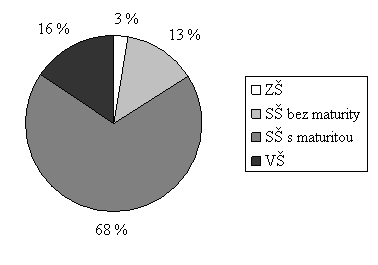 3 %
16 %
13 %
68 %
ZŠ
SŠ bez maturity
SŠ s maturitou
VŠ